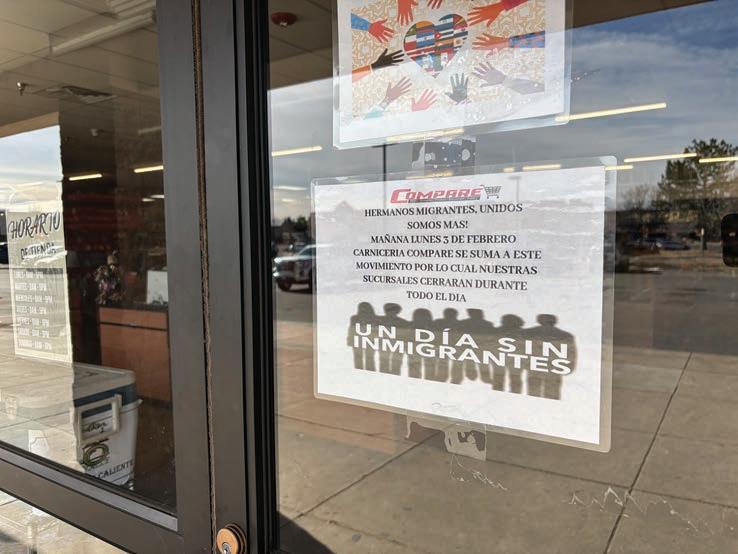 HORARIO
DE TIENDA
CALIENTE
COMPARE
HERMANOS MIGRANTES, UNIDOS
SOMOS MAS!
MAÑANA LUNES 3 DE FEBRERO
CARNICERIA COMPARE SE SUMA A ESTE
MOVIMIENTO POR LO CUAL NUESTRAS
SUCURSALES CERRARAN DURANTE
TODO EL DIA
UN DÍA SIN
INMIGRANTES